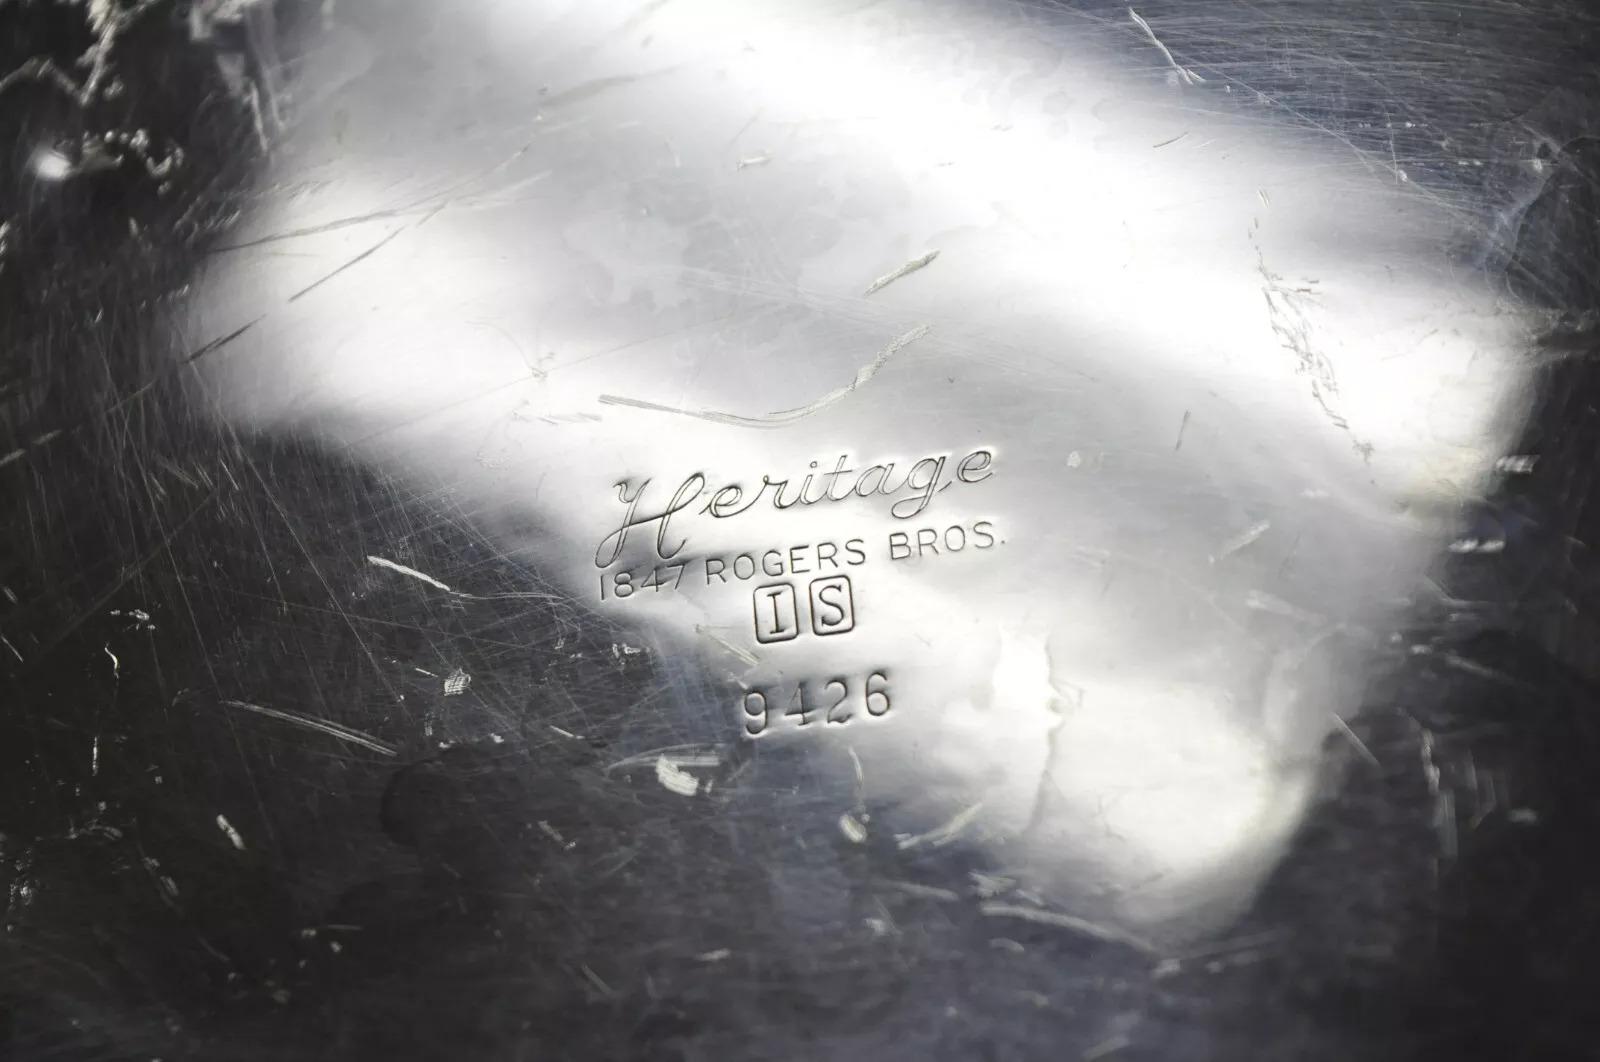 Heritage
1847 ROGERS BROS.
IS
9426